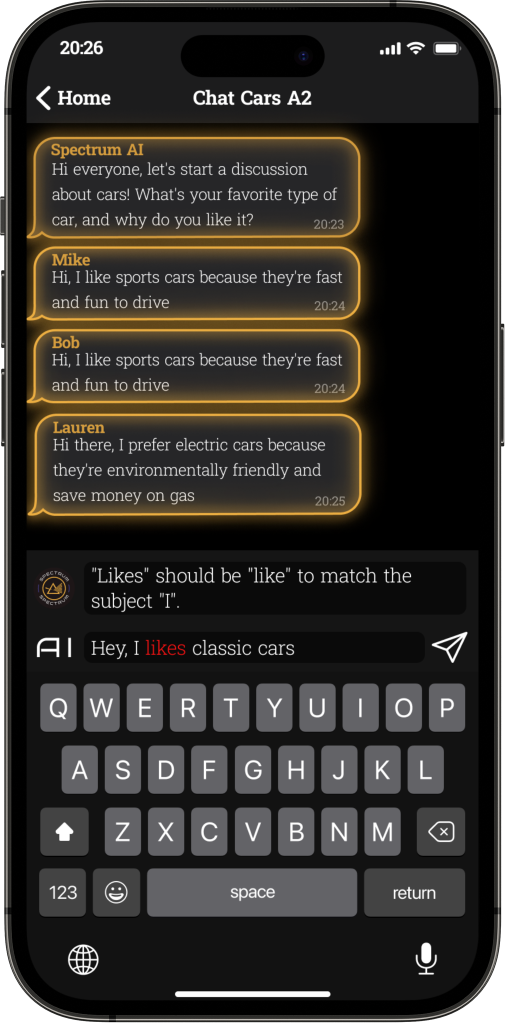 20:26
Home Chat Cars A2
Spectrum AI
Hi everyone, let's start a discussion
about cars! What's your favorite type of
car, and why do you like it?
20:23
Mike
Hi, I like sports cars because they're fast
and fun to drive
20:24
Bob
Hi, I like sports cars because they're fast
and fun to drive
20:24
Lauren
Hi there, I prefer electric cars because
they're environmentally friendly and
save money on gas
20:25
SPECTRUM
SPECTRUM
"Likes" should be "like" to match the
subject "I".
AI Hey, I likes classic cars
Q W E R T Y U I O P
A S D F G H J K L
Z X C V B N M
123 space return